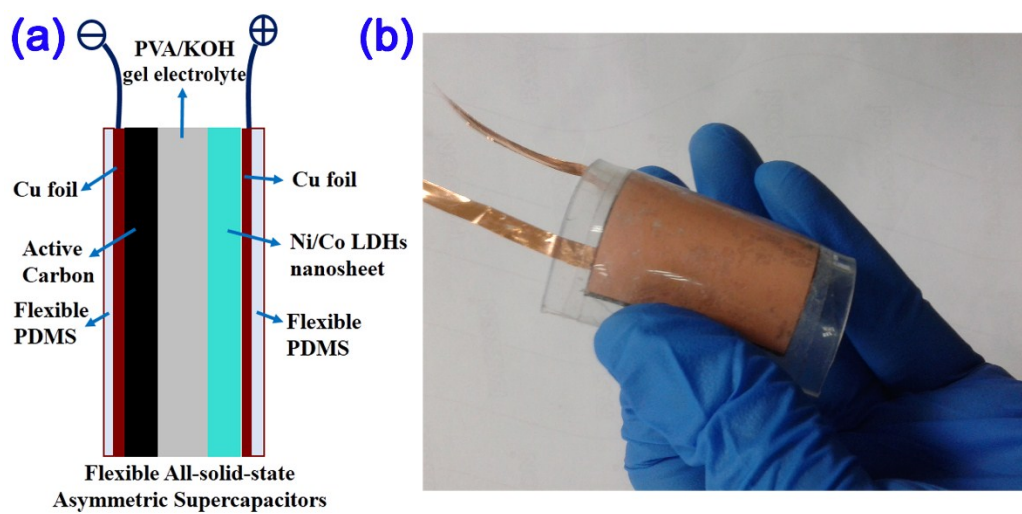 (a)
PVA/KOH
gel electrolyte
Cu foil
Active
Carbon
Flexible
PDMS
Cu foil
Ni/Co LDHs
nanosheet
Flexible
PDMS
Flexible All-solid-state
Asymmetric Supercapacitors
(b)